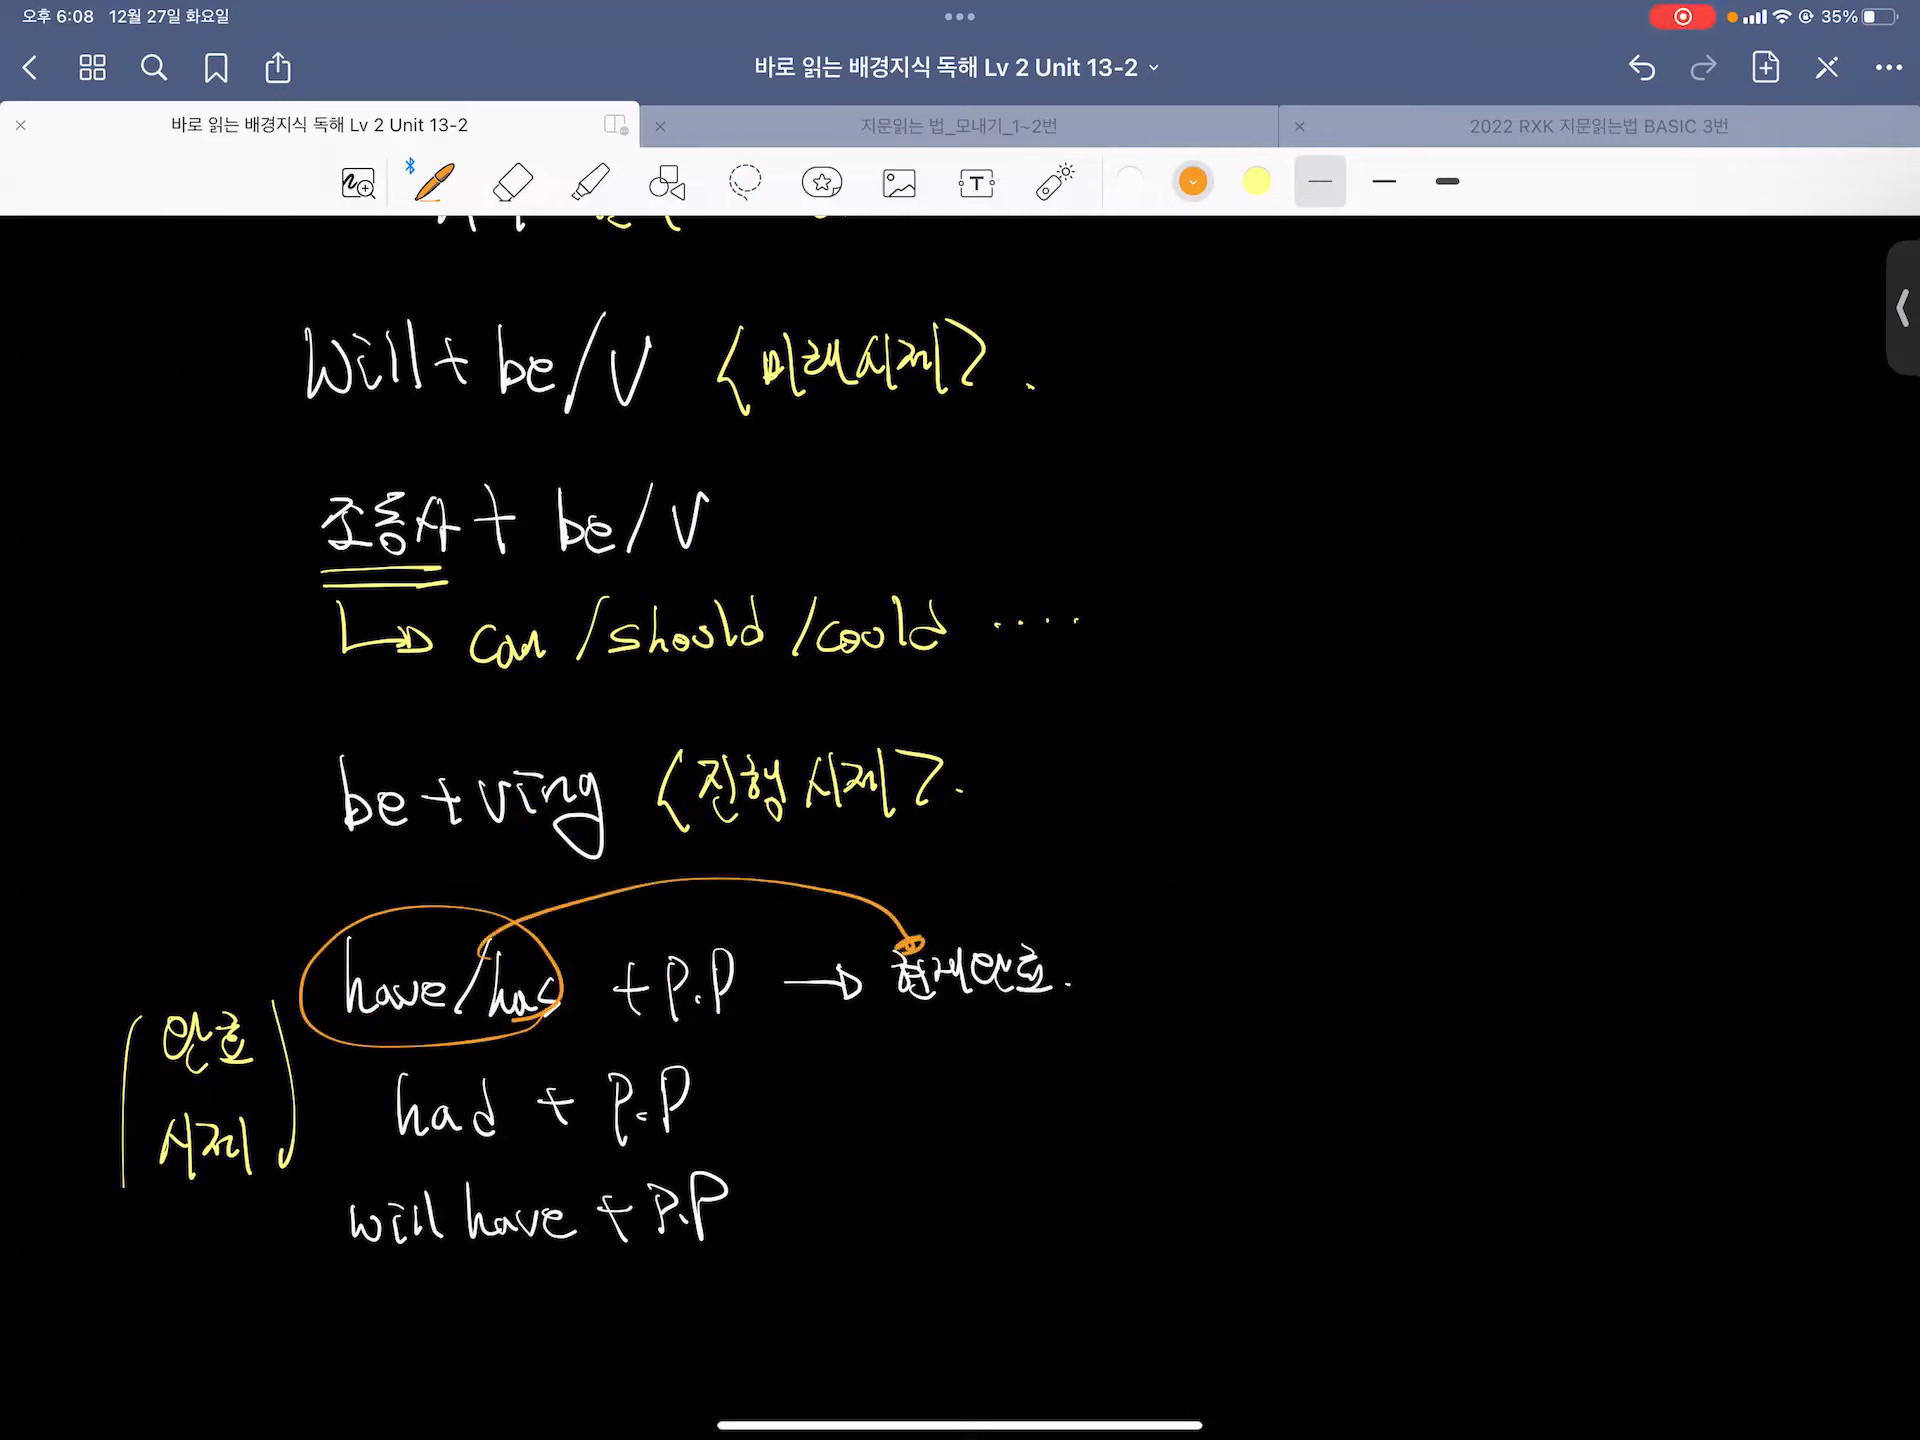 오후 6:08 12월 27일 화요일
35%
바로 읽는 배경지식 독해 Lv 2 Unit 13-2
바로 읽는 배경지식 독해 Lv 2 Unit 13-2
지문읽는 법_모내기_1~2번
2022 RXK 지문읽는법 BASIC 3번
Will + be/V <미래시제>.
조동사 + be/V
can / should / could ....
be + ving <진행시제>.
have/has + P.P → 현재완료.
완료
시제
had + P.P
will have + P.P